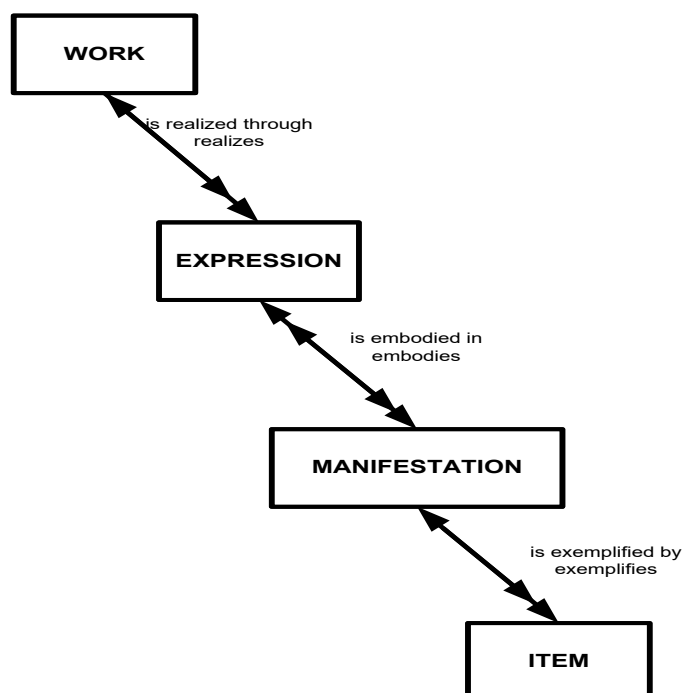 WORK
is realized through
realizes
EXPRESSION
is embodied in
embodies
MANIFESTATION
is exemplified by
exemplifies
ITEM